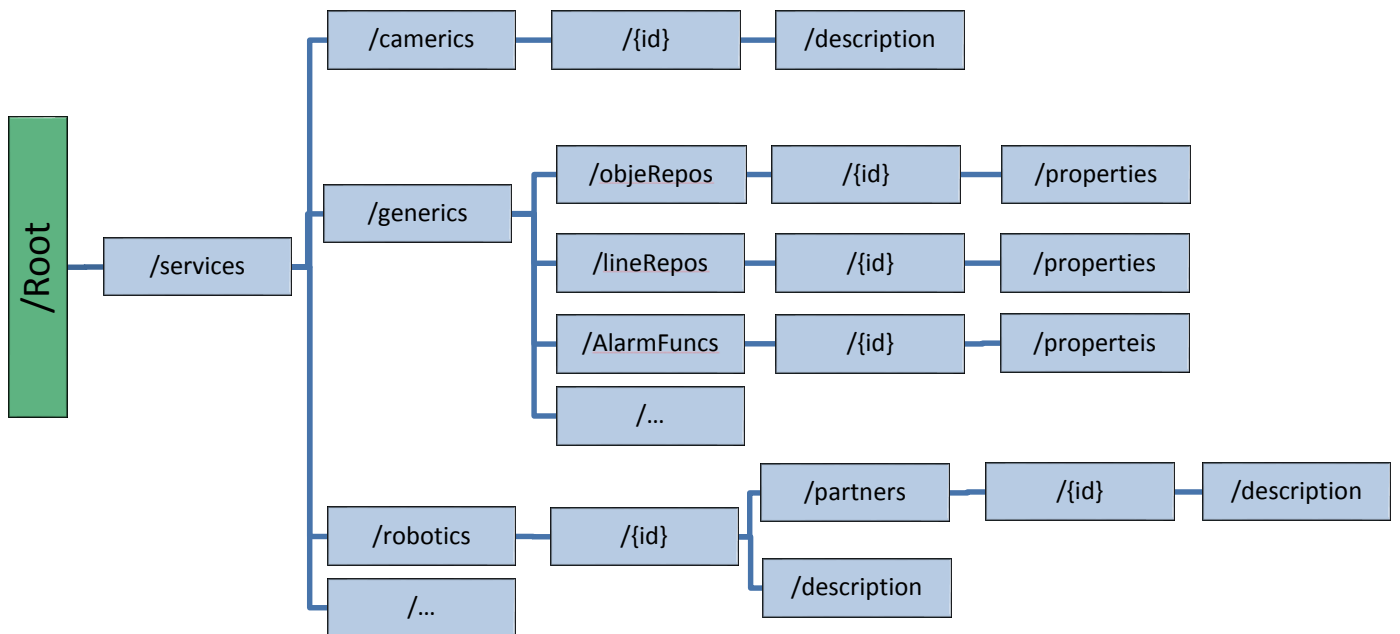 /camerics
/{id}
/description
/objeRepos
/{id}
/properties
/generics
/Root
/services
/lineRepos
/{id}
/properties
/AlarmFuncs
/{id}
/properteis
/...
/partners
/{id}
/description
/robotics
/{id}
/description
/...